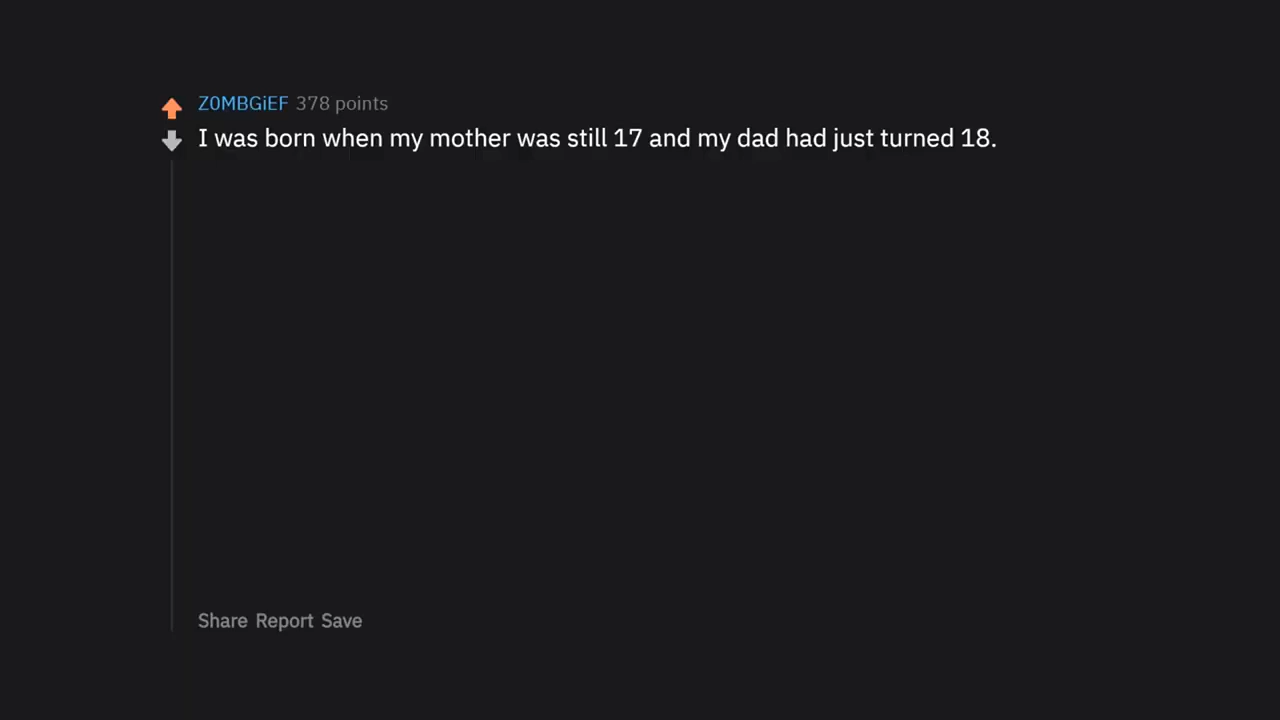 Z0MBGiEF 378 points
I was born when my mother was still 17 and my dad had just turned 18.
Share Report Save